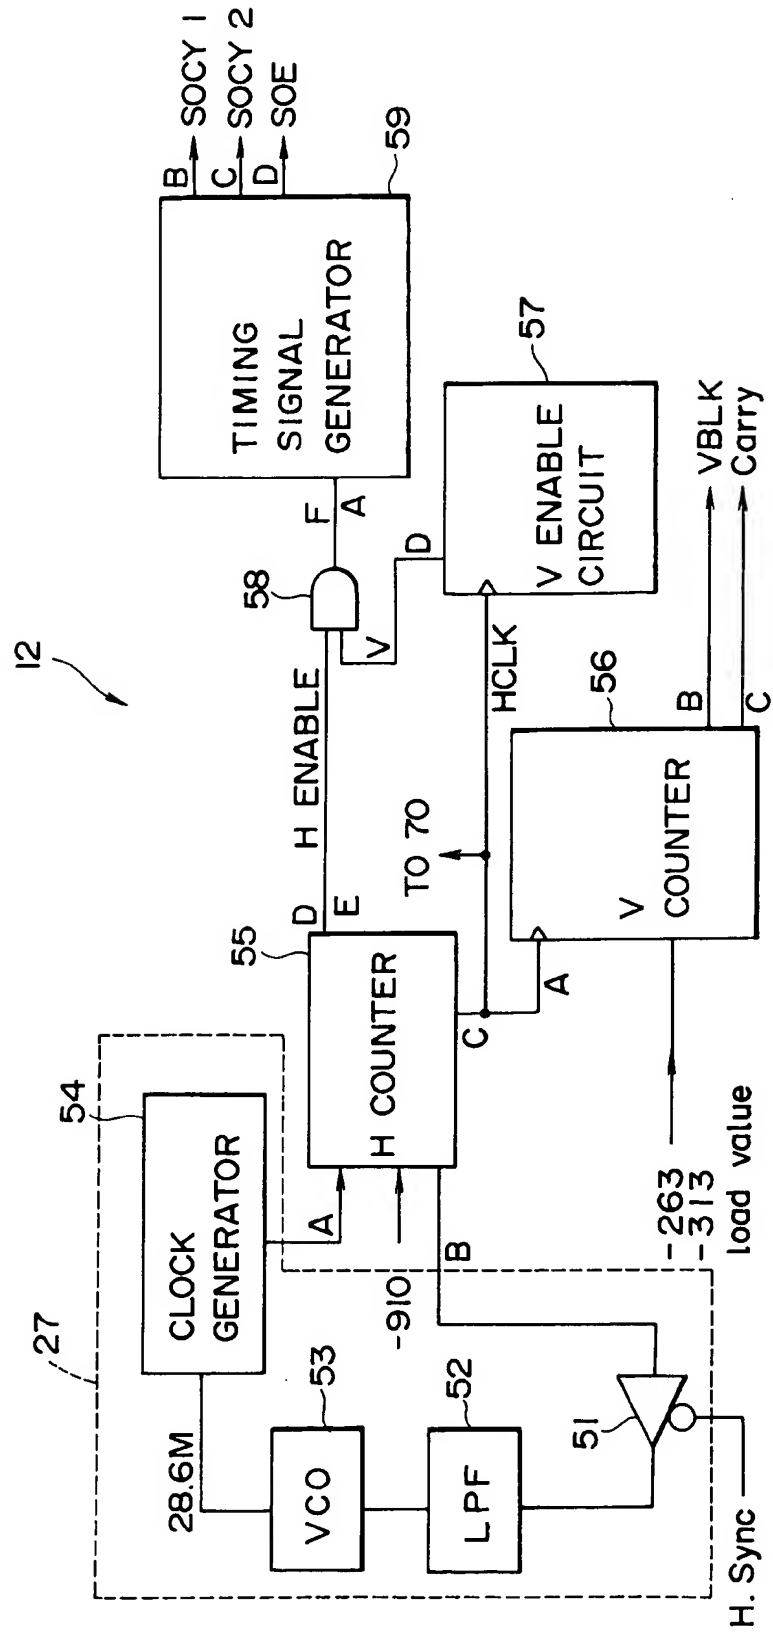 12
27
28.6M
CLOCK
GENERATOR
54
VCO
53
LPF
52
51
H. Sync
A
-910
B
H COUNTER
55
D
E
H ENABLE
C
TO 70
HCLK
A
-263
-313
load value
V
COUNTER
56
B
C
VBLK
Carry
V ENABLE
CIRCUIT
57
D
V
58
F
A
TIMING
SIGNAL
GENERATOR
59
B
C
D
SOCY 1
SOCY 2
SOE